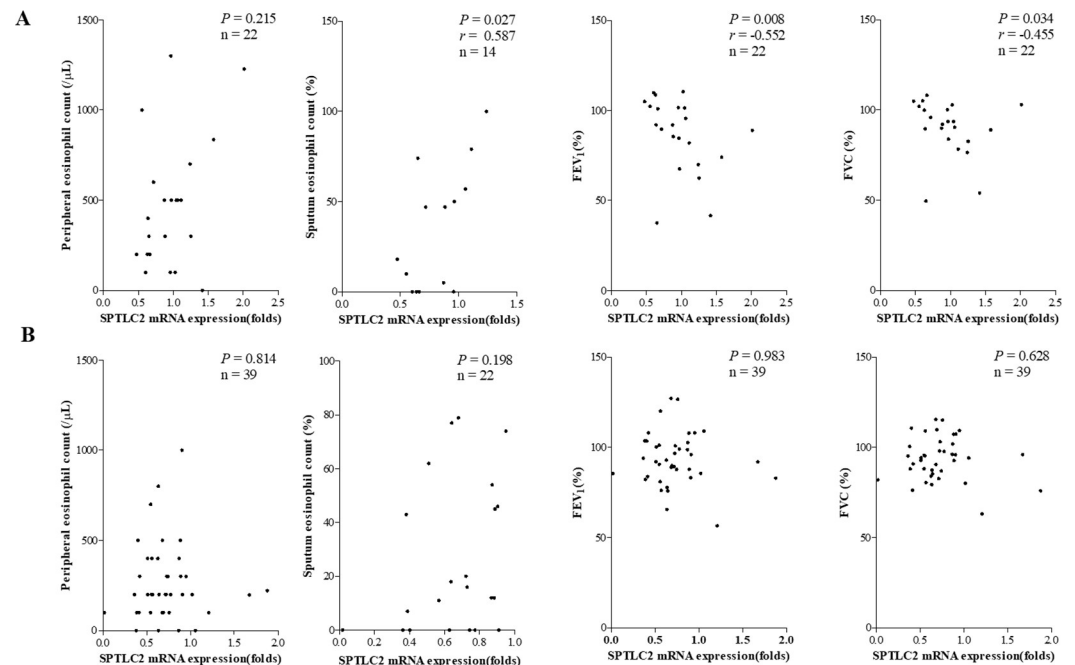 A
P = 0.215
n = 22
1500
1000
500
0
Peripheral eosinophil count (/μL)
0.0 0.5 1.0 1.5 2.0 2.5
SPTLC2 mRNA expression(folds)
P = 0.027
r = 0.587
n = 14
150
100
50
0
Sputum eosinophil count (%)
0.0 0.5 1.0 1.5
SPTLC2 mRNA expression(folds)
P = 0.008
r = -0.552
n = 22
150
100
50
0
FEV1(%)
0.0 0.5 1.0 1.5 2.0 2.5
SPTLC2 mRNA expression(folds)
P = 0.034
r = -0.455
n = 22
150
100
50
0
FVC (%)
0.0 0.5 1.0 1.5 2.0 2.5
SPTLC2 mRNA expression(folds)
B
P = 0.814
n = 39
1500
1000
500
0
Peripheral eosinophil count (/μL)
0.0 0.5 1.0 1.5 2.0
SPTLC2 mRNA expression(folds)
P = 0.198
n = 22
100
80
60
40
20
0
Sputum eosinophil count (%)
0.0 0.2 0.4 0.6 0.8 1.0
SPTLC2 mRNA expression(folds)
P = 0.983
n = 39
150
100
50
0
FEV1(%)
0.0 0.5 1.0 1.5 2.0
SPTLC2 mRNA expression(folds)
P = 0.628
n = 39
150
100
50
0
FVC (%)
0.0 0.5 1.0 1.5 2.0
SPTLC2 mRNA expression(folds)